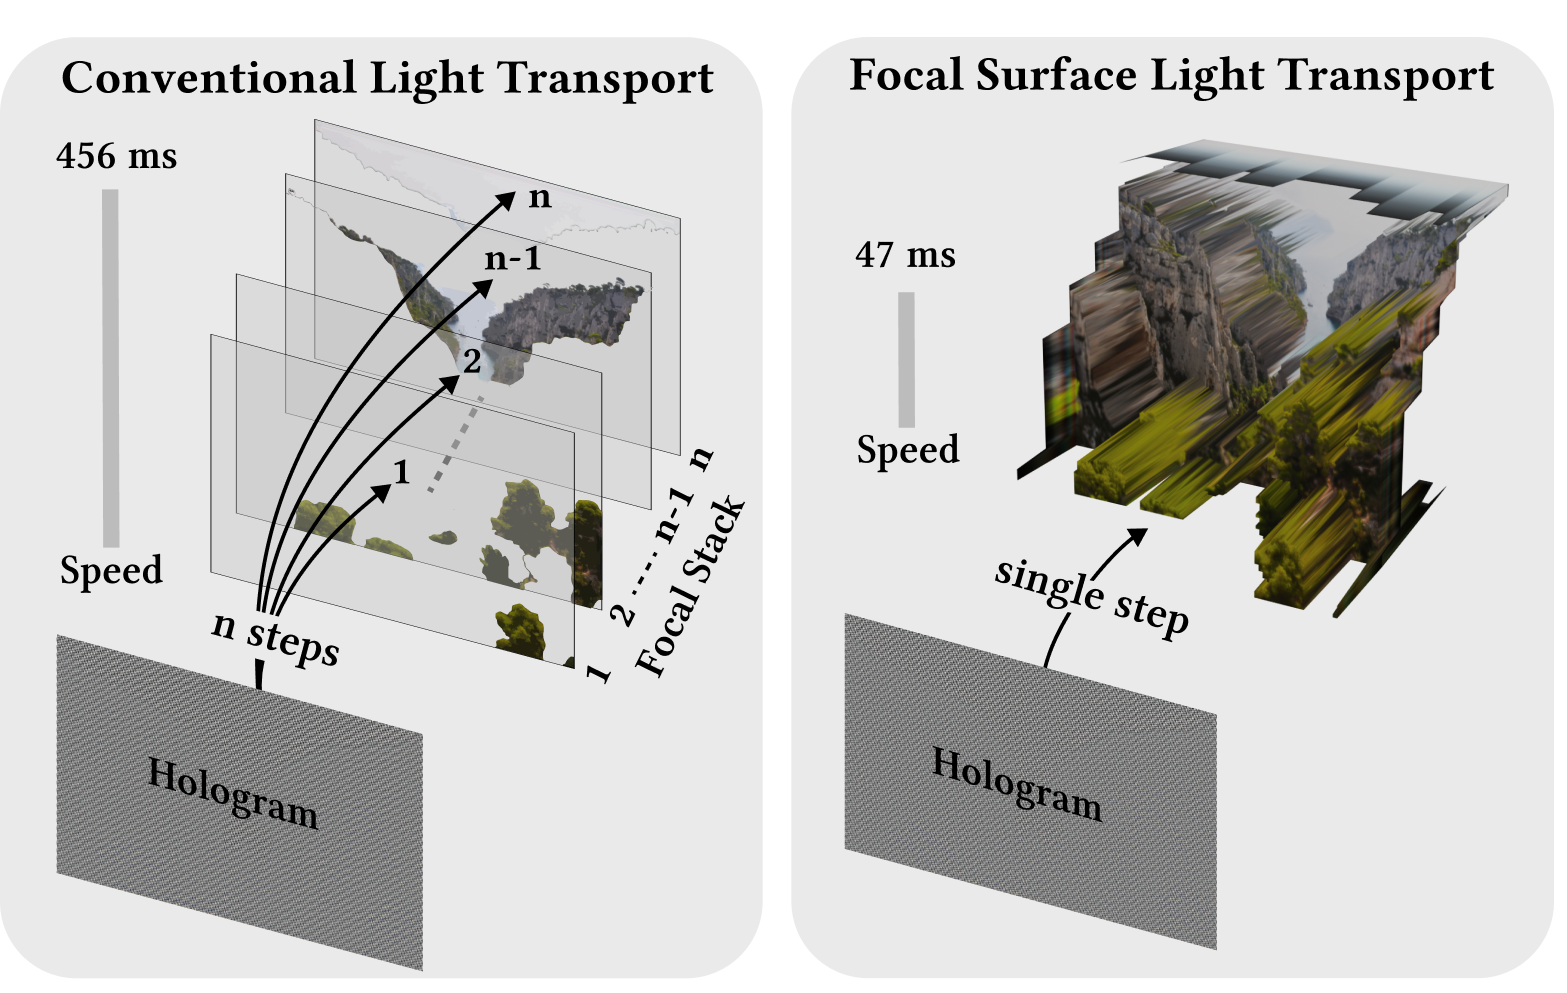 Conventional Light Transport
456 ms
Speed
n
n-1
2
1
n steps
Hologram
1 2 ---- n-1 n
Focal Stack
Focal Surface Light Transport
47 ms
Speed
single step
Hologram